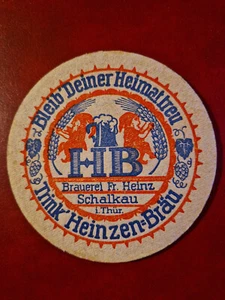 Bleib' Deiner Heimat treu
HB
Brauerei Fr. Heinz
Schalkau
i. Thür.
Trink' Heinzen=Bräu